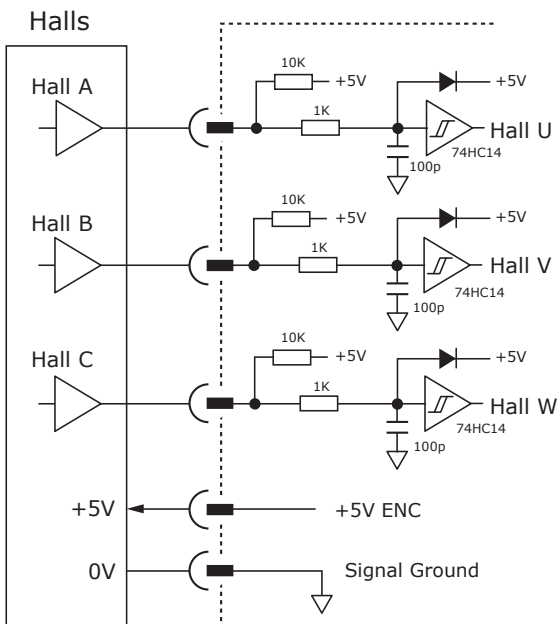 Halls
Hall A
10K
+5V
+5V
1K
Hall U
74HC14
100p
Hall B
10K
+5V
+5V
1K
Hall V
74HC14
100p
Hall C
10K
+5V
+5V
1K
Hall W
74HC14
100p
+5V
+5V ENC
0V
Signal Ground